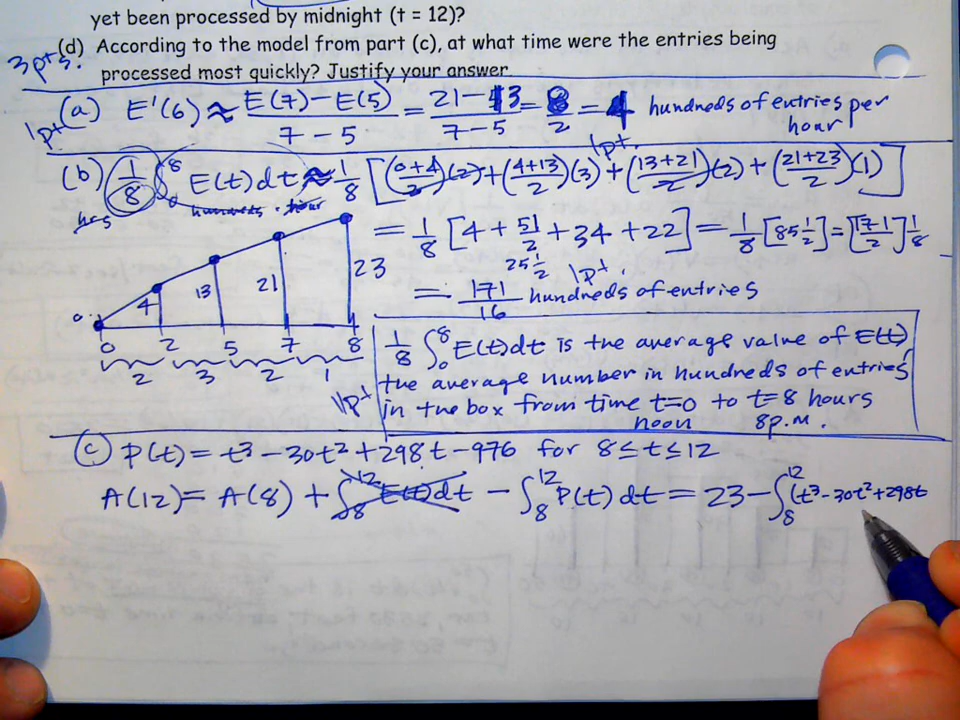 yet been processed by midnight (t = 12)?
(d) According to the model from part (c), at what time were the entries being
processed most quickly? Justify your answer.
3pts.
1pt
(a) E'(6) ≈ E(7)-E(5) / 7-5 = 21-13 / 7-5 = 8/2 = 4 hundreds of entries per
hour
1pt.
(b) 1/8 ∫₀⁸ E(t)dt ≈ 1/8 [(0+4/2)(2)+(4+13/2)(3)+(13+21/2)(2)+(21+23/2)(1)]
hrs hundreds · hour
= 1/8 [4 + 51/2 + 34 + 22] = 1/8 [85 1/2] = [171/2] 1/8
25 1/2
1pt.
= 171/16 hundreds of entries
0 4 13 21 23
0 2 5 7 8
2 3 2 1
1pt
1/8 ∫₀⁸ E(t)dt is the average value of E(t),
the average number in hundreds of entries
in the box from time t=0 to t=8 hours
noon 8p.m.
(c) P(t) = t³ - 30t² + 298t - 976 for 8 ≤ t ≤ 12
A(12) = A(8) + ∫₈¹² E(t)dt - ∫₈¹² P(t) dt = 23 - ∫₈¹² (t³ - 30t² + 298t